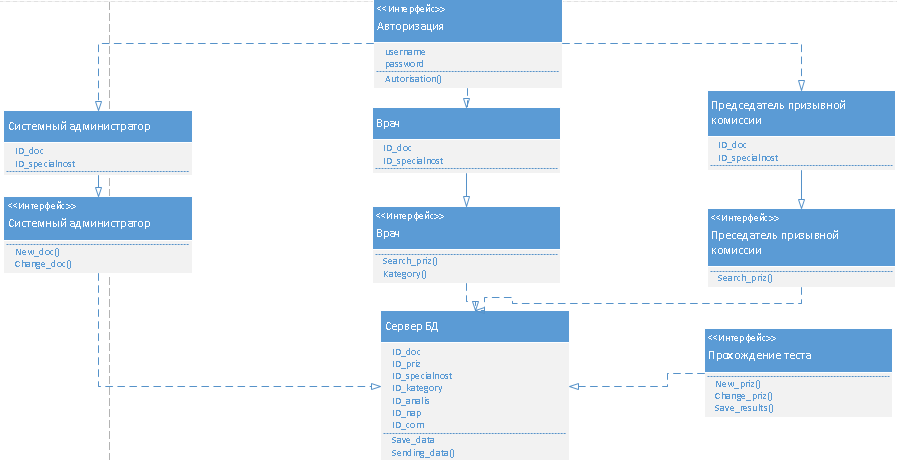 <<Интерфейс>>
Авторизация
username
password
Autorisation()
Системный администратор
ID_doc
ID_specialnost
Врач
ID_doc
ID_specialnost
Председатель призывной
комиссии
ID_doc
ID_specialnost
<<Интерфейс>>
Системный администратор
New_doc()
Change_doc()
<<Интерфейс>>
Врач
Search_priz()
Kategory()
<<Интерфейс>>
Преседатель призывной
комиссии
Search_priz()
Сервер БД
ID_doc
ID_priz
ID_specialnost
ID_kategory
ID_analis
ID_nap
ID_com
Save_data
Sending_data()
<<Интерфейс>>
Прохождение теста
New_priz()
Change_priz()
Save_results()